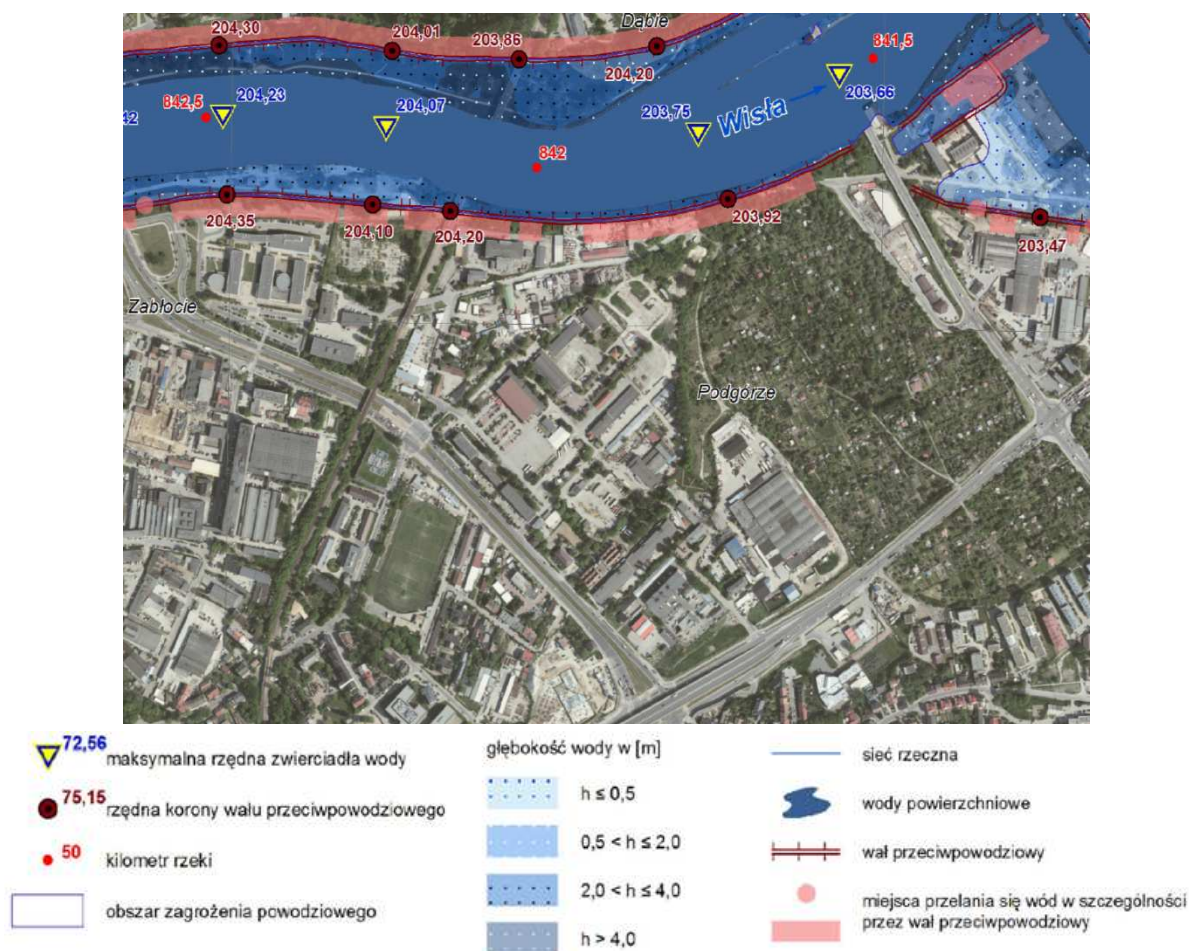 Dąbie
204,30
204,01
203,86
204,20
841,5
842,5
204,23
204,07
203,75
Wisła
203,66
42
842
204,35
204,10
204,20
203,92
203,47
Zabłocie
Podgórze
72,56
maksymalna rzędna zwierciadła wody
75,15
rzędna korony wału przeciwpowodziowego
50
kilometr rzeki
obszar zagrożenia powodziowego
głębokość wody w [m]
h ≤ 0,5
0,5 < h ≤ 2,0
2,0 < h ≤ 4,0
h > 4,0
sieć rzeczna
wody powierzchniowe
wał przeciwpowodziowy
miejsca przelania się wód w szczególności
przez wał przeciwpowodziowy